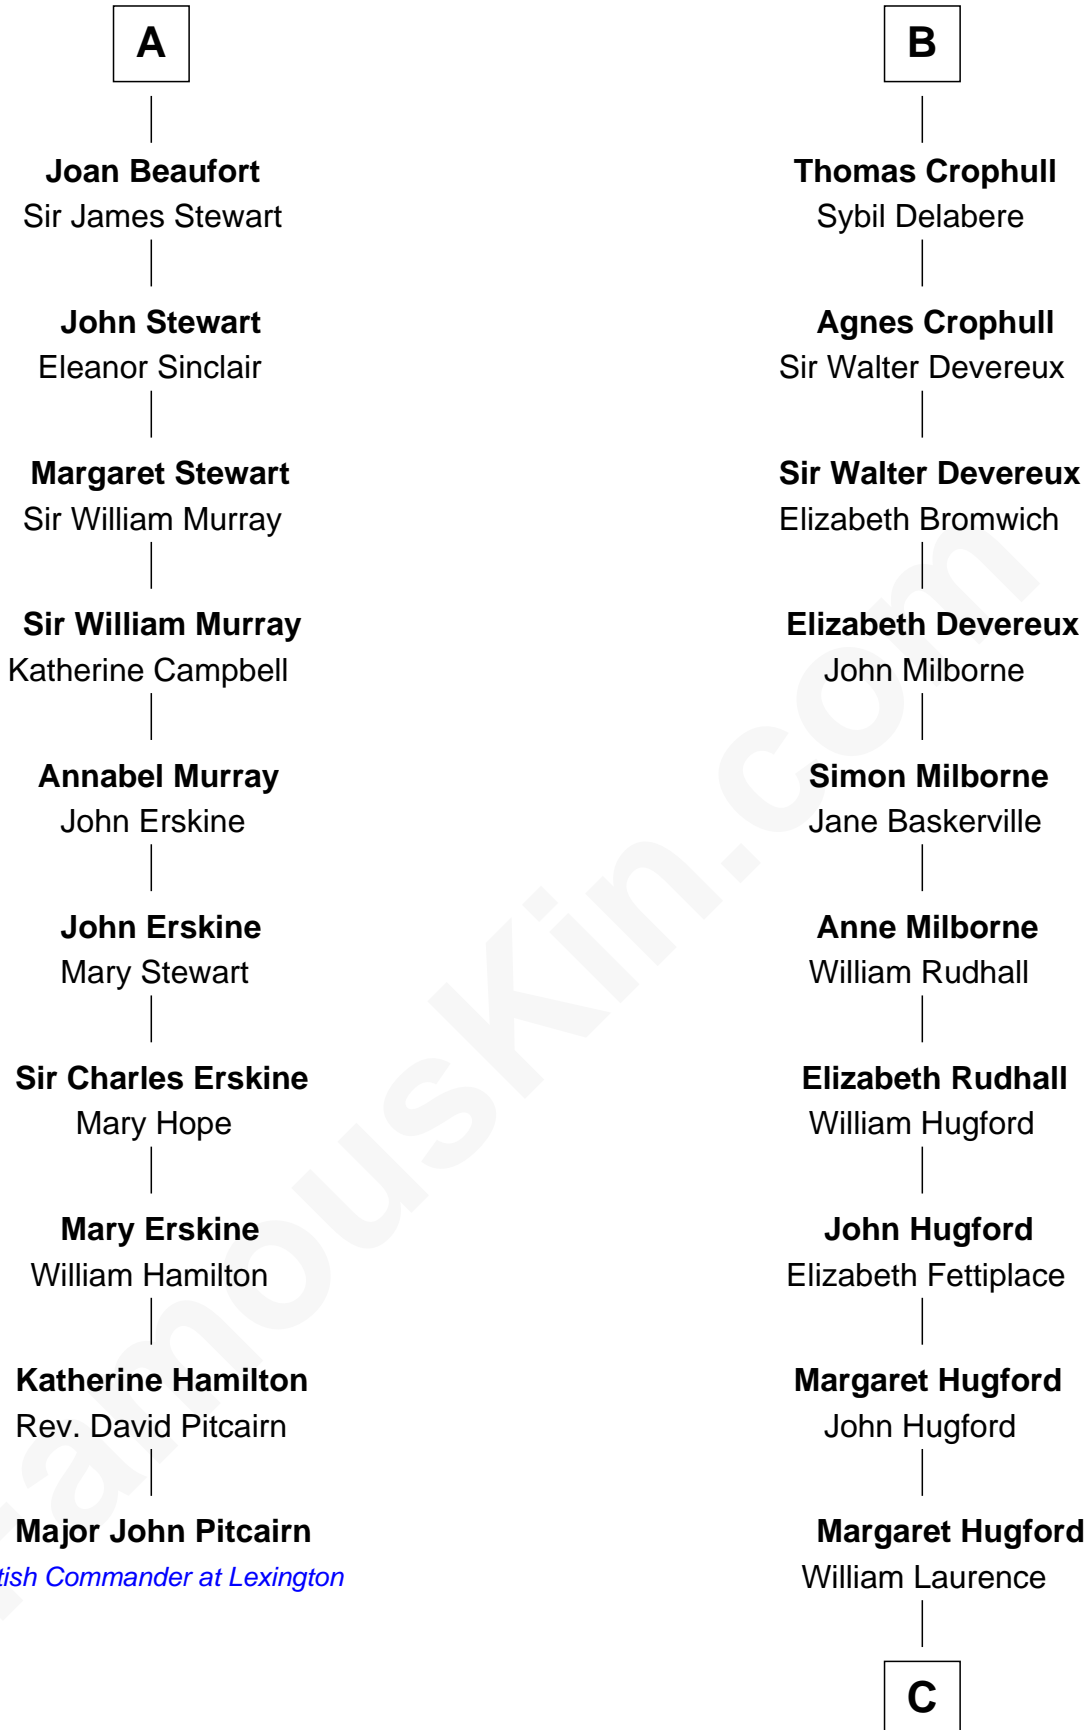 A
Joan Beaufort
Sir James Stewart
John Stewart
Eleanor Sinclair
Margaret Stewart
Sir William Murray
Sir William Murray
Katherine Campbell
Annabel Murray
John Erskine
John Erskine
Mary Stewart
Sir Charles Erskine
Mary Hope
Mary Erskine
William Hamilton
Katherine Hamilton
Rev. David Pitcairn
Major John Pitcairn
tish Commander at Lexington
B
Thomas Crophull
Sybil Delabere
Agnes Crophull
Sir Walter Devereux
Sir Walter Devereux
Elizabeth Bromwich
Elizabeth Devereux
John Milborne
Simon Milborne
Jane Baskerville
Anne Milborne
William Rudhall
Elizabeth Rudhall
William Hugford
John Hugford
Elizabeth Fettiplace
Margaret Hugford
John Hugford
Margaret Hugford
William Laurence
C
FamousKin.com